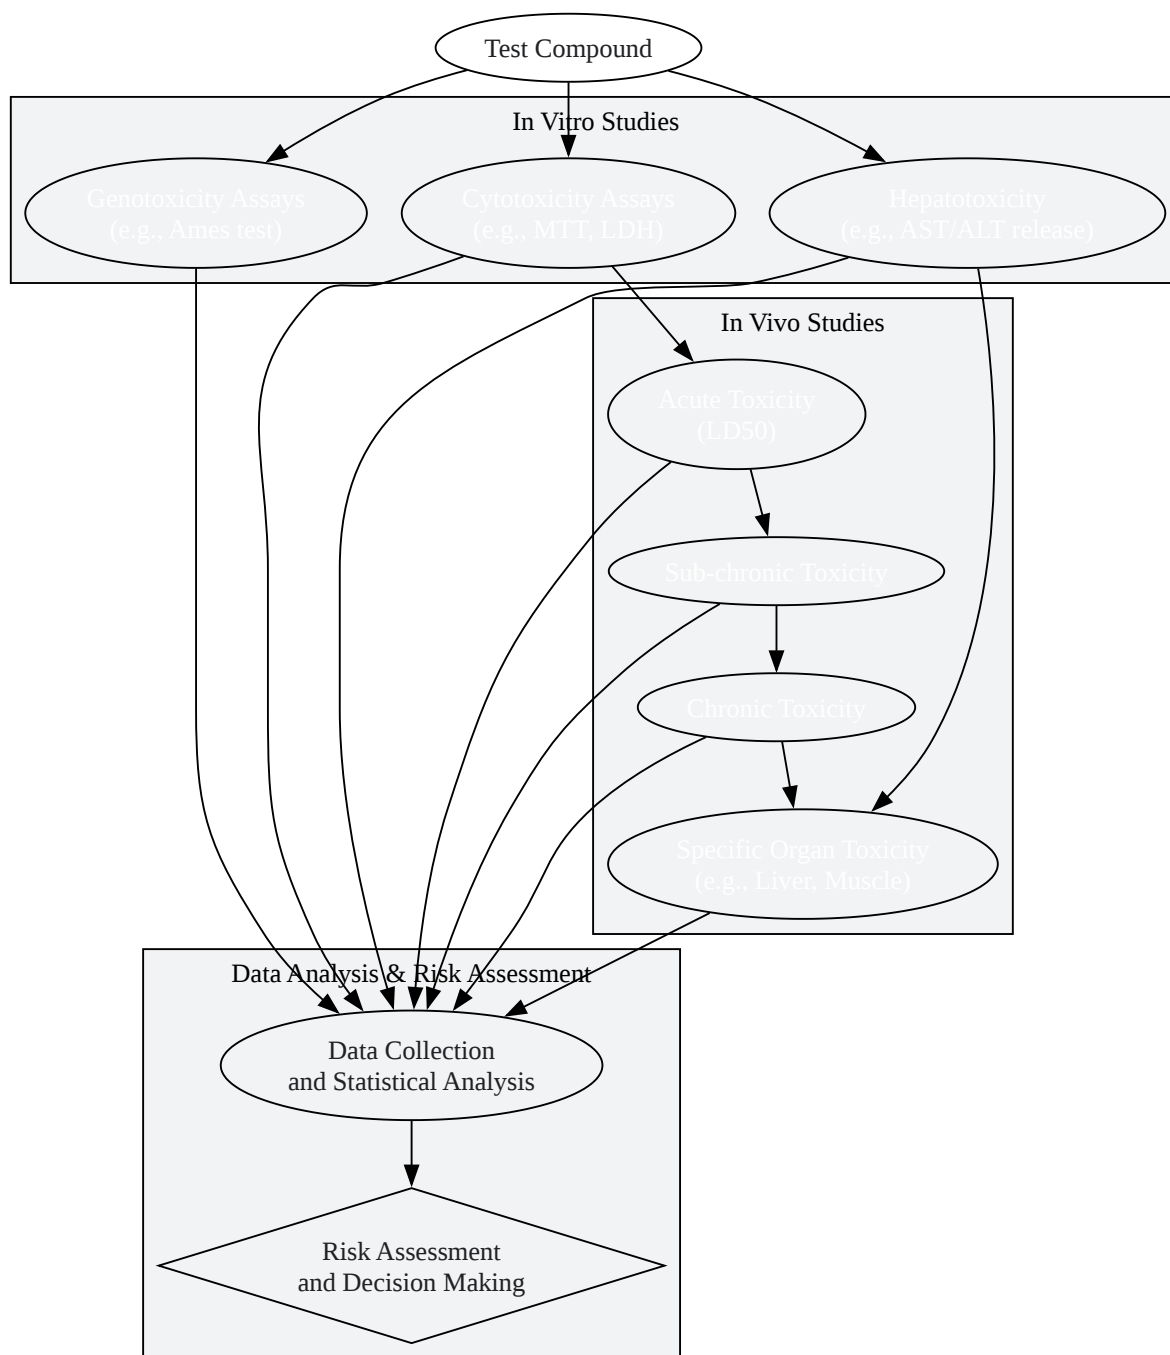 Test Compound
In Vitro Studies
Genotoxicity Assays
(e.g., Ames test)
Cytotoxicity Assays
(e.g., MTT, LDH)
Hepatotoxicity
(e.g., AST/ALT release)
In Vivo Studies
Acute Toxicity
(LD50)
Sub-chronic Toxicity
Chronic Toxicity
Specific Organ Toxicity
(e.g., Liver, Muscle)
Data Analysis & Risk Assessment
Data Collection
and Statistical Analysis
Risk Assessment
and Decision Making